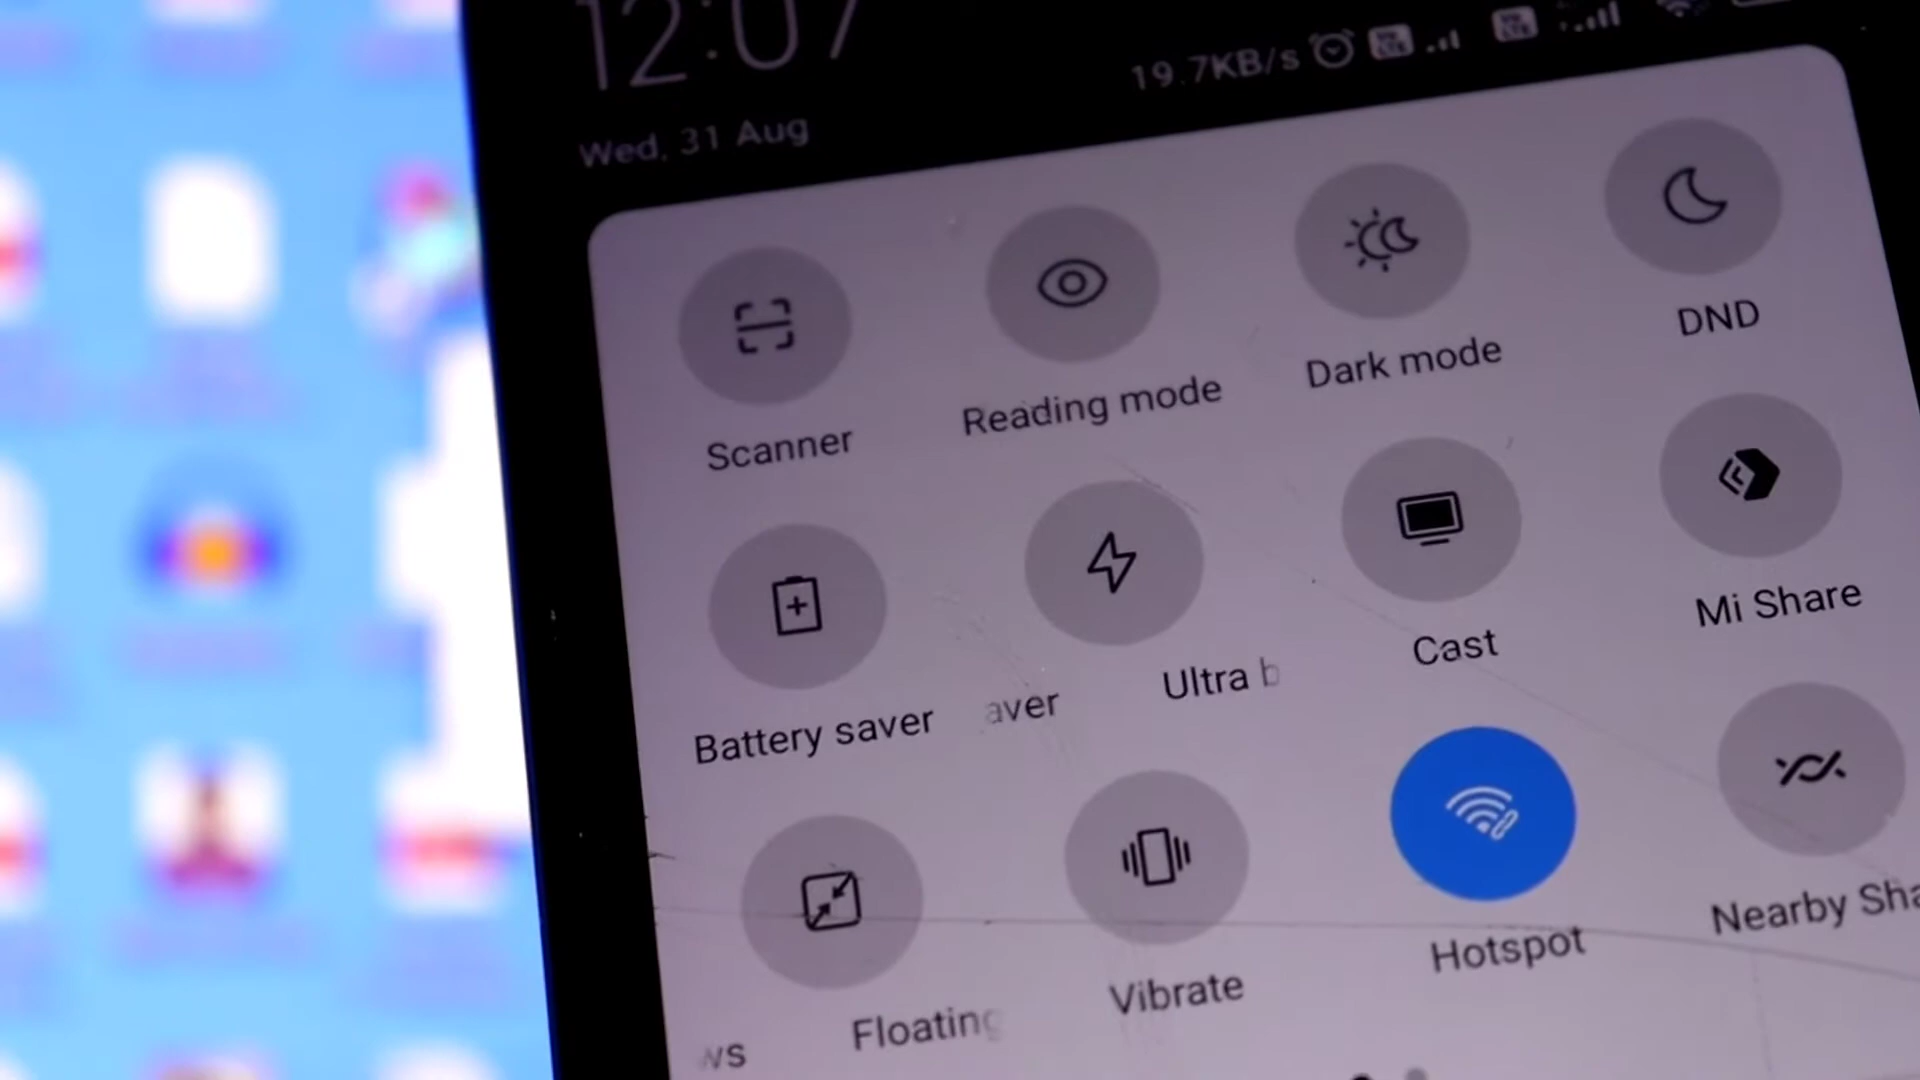 12:07
19.7KB/s
Wed, 31 Aug
Scanner
Reading mode
Dark mode
DND
Battery saver
aver Ultra b
Cast
Mi Share
ws Floating
Vibrate
Hotspot
Nearby Sha